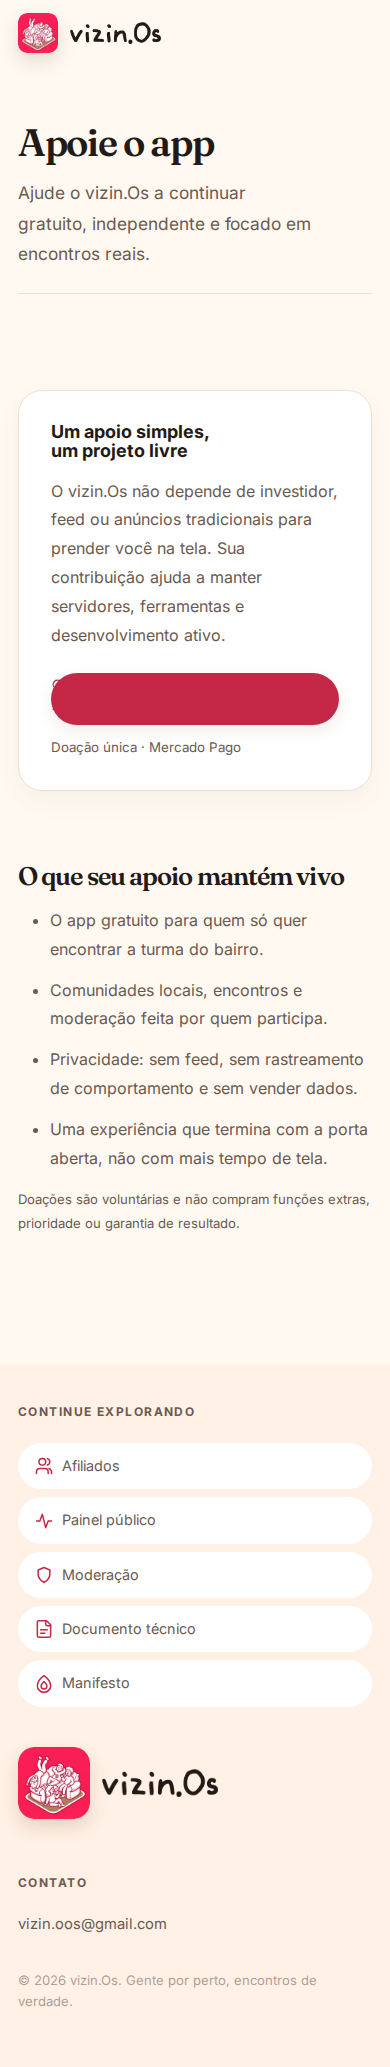 vizin.Os
Apoie o app
Ajude o vizin.Os a continuar
gratuito, independente e focado em
encontros reais.
Um apoio simples,
um projeto livre
O vizin.Os não depende de investidor,
feed ou anúncios tradicionais para
prender você na tela. Sua
contribuição ajuda a manter
servidores, ferramentas e
desenvolvimento ativo.
Doação única · Mercado Pago
O que seu apoio mantém vivo
• O app gratuito para quem só quer
encontrar a turma do bairro.
• Comunidades locais, encontros e
moderação feita por quem participa.
• Privacidade: sem feed, sem rastreamento
de comportamento e sem vender dados.
• Uma experiência que termina com a porta
aberta, não com mais tempo de tela.
Doações são voluntárias e não compram funções extras,
prioridade ou garantia de resultado.
CONTINUE EXPLORANDO
Afiliados
Painel público
Moderação
Documento técnico
Manifesto
vizin.Os
CONTATO
vizin.oos@gmail.com
© 2026 vizin.Os. Gente por perto, encontros de
verdade.